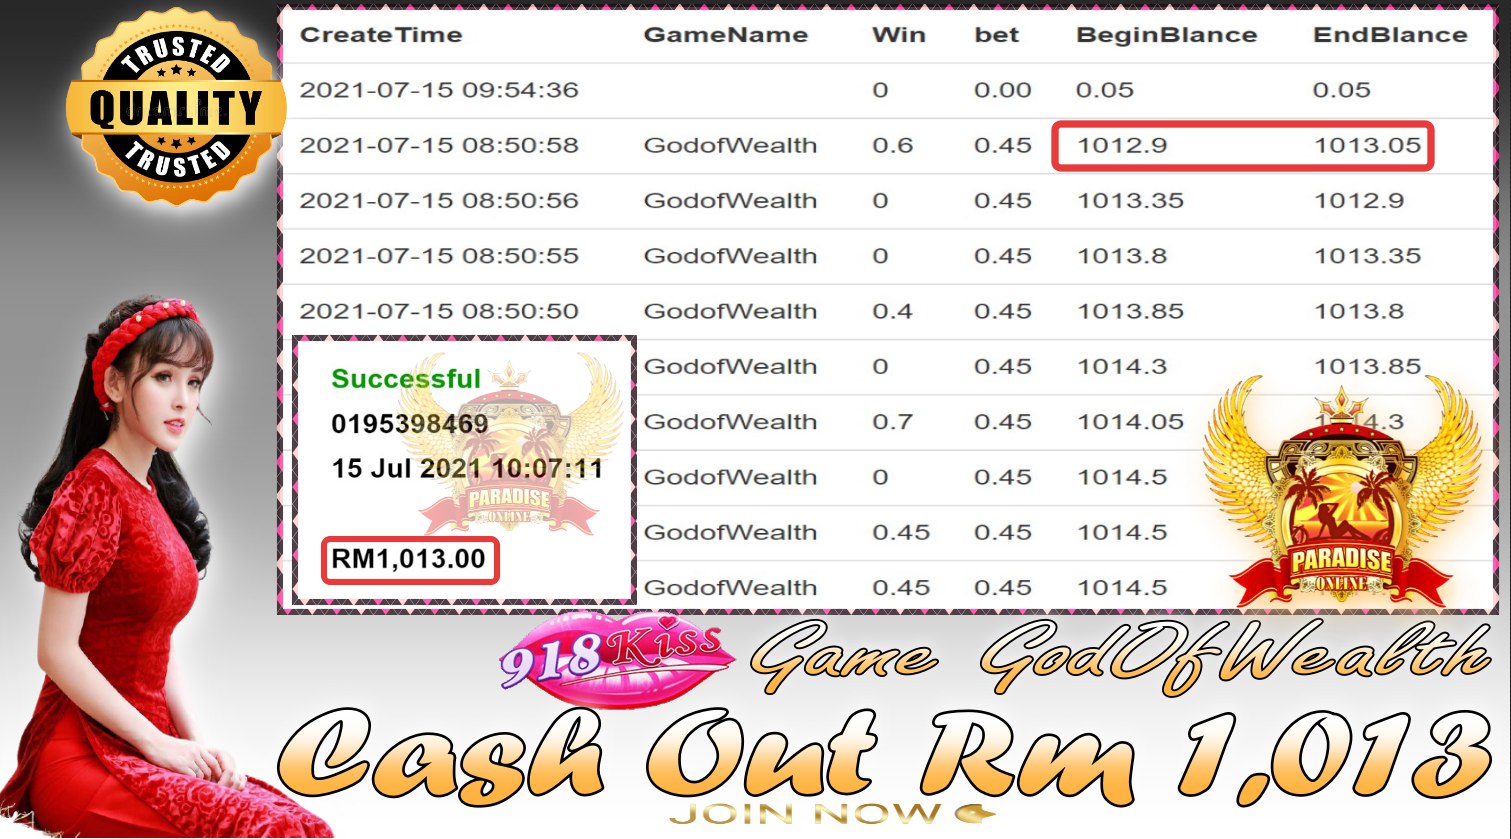 TRUSTED
QUALITY
TRUSTED
CreateTime GameName Win bet BeginBlance EndBlance
2021-07-15 09:54:36 0 0.00 0.05 0.05
2021-07-15 08:50:58 GodofWealth 0.6 0.45 1012.9 1013.05
2021-07-15 08:50:56 GodofWealth 0 0.45 1013.35 1012.9
2021-07-15 08:50:55 GodofWealth 0 0.45 1013.8 1013.35
2021-07-15 08:50:50 GodofWealth 0.4 0.45 1013.85 1013.8
GodofWealth 0 0.45 1014.3 1013.85
GodofWealth 0.7 0.45 1014.05
GodofWealth 0 0.45 1014.5
GodofWealth 0.45 0.45 1014.5
GodofWealth 0.45 0.45 1014.5
Successful
0195398469
15 Jul 2021 10:07:11
PARADISE
ONLINE
RM1,013.00
PARADISE
ONLINE
918Kiss Game GodOfWealth
Cash Out Rm 1,013
JOIN NOW